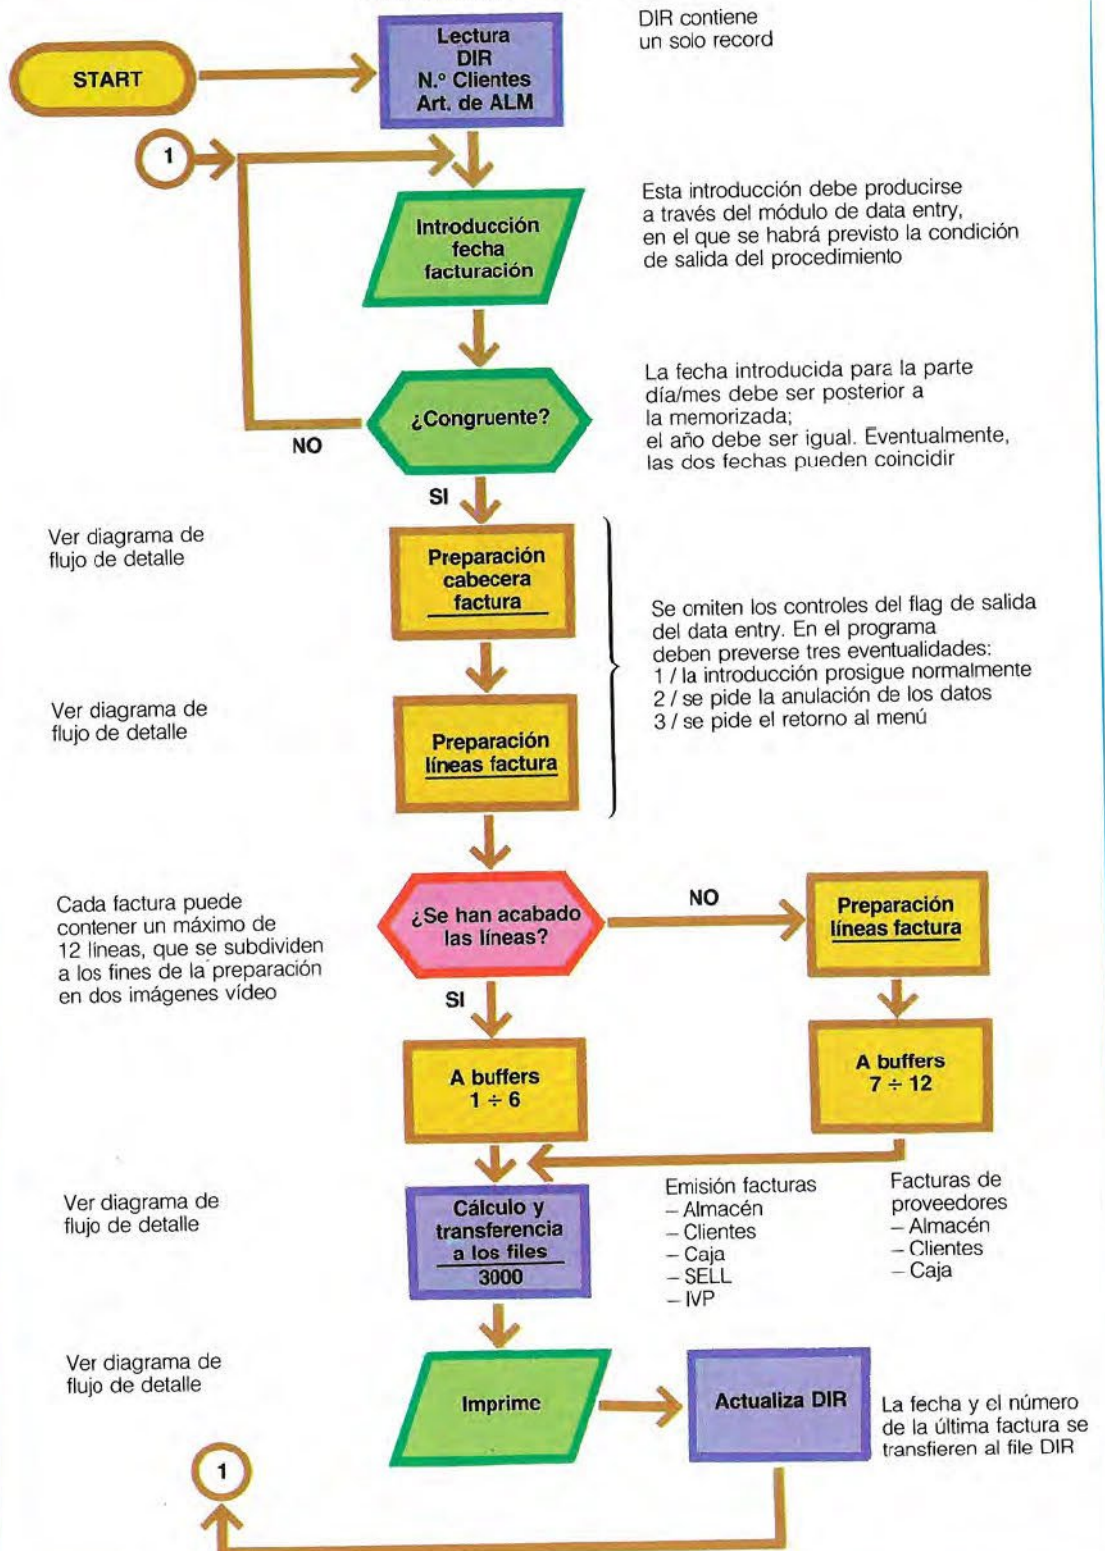 DIR contiene
un solo record
START
Lectura
DIR
N.º Clientes
Art. de ALM
1
Introducción
fecha
facturación
Esta introducción debe producirse
a través del módulo de data entry,
en el que se habrá previsto la condición
de salida del procedimiento
¿Congruente?
NO
La fecha introducida para la parte
día/mes debe ser posterior a
la memorizada;
el año debe ser igual. Eventualmente,
las dos fechas pueden coincidir
SI
Ver diagrama de
flujo de detalle
Preparación
cabecera
factura
Se omiten los controles del flag de salida
del data entry. En el programa
deben preverse tres eventualidades:
1 / la introducción prosigue normalmente
2 / se pide la anulación de los datos
3 / se pide el retorno al menú
Ver diagrama de
flujo de detalle
Preparación
líneas factura
Cada factura puede
contener un máximo de
12 líneas, que se subdividen
a los fines de la preparación
en dos imágenes vídeo
¿Se han acabado
las líneas?
NO
Preparación
líneas factura
SI
A buffers
1 ÷ 6
A buffers
7 ÷ 12
Ver diagrama de
flujo de detalle
Cálculo y
transferencia
a los files
3000
Emisión facturas
– Almacén
– Clientes
– Caja
– SELL
– IVP
Facturas de
proveedores
– Almacén
– Clientes
– Caja
Ver diagrama de
flujo de detalle
Imprime
Actualiza DIR
La fecha y el número
de la última factura se
transfieren al file DIR
1